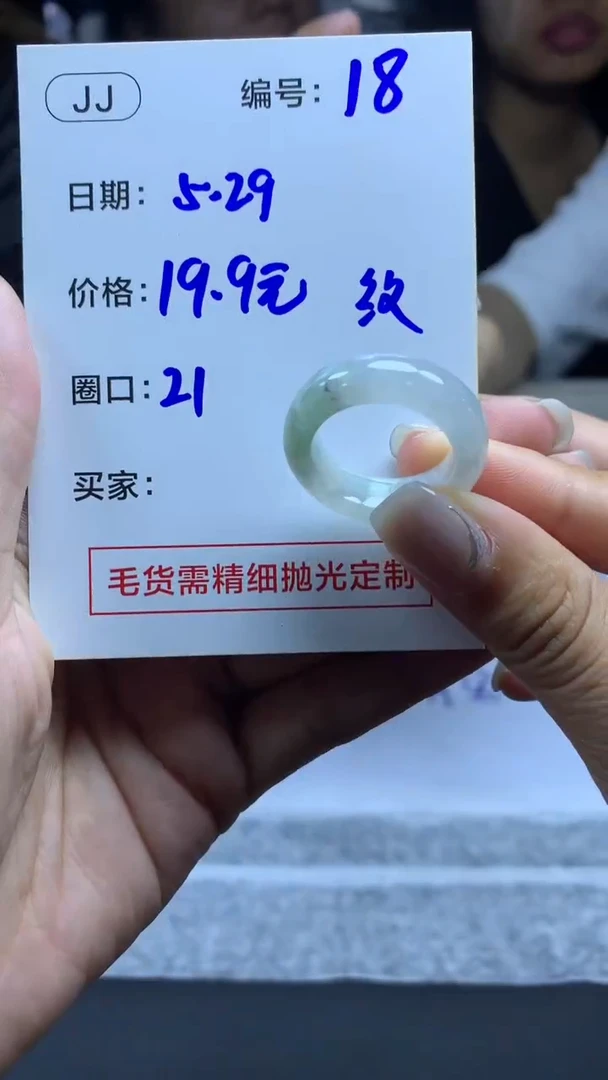 JJ 编号：18
日期：5.29
价格：19.9元 纹
圈口：21
买家：
毛货需精细抛光定制